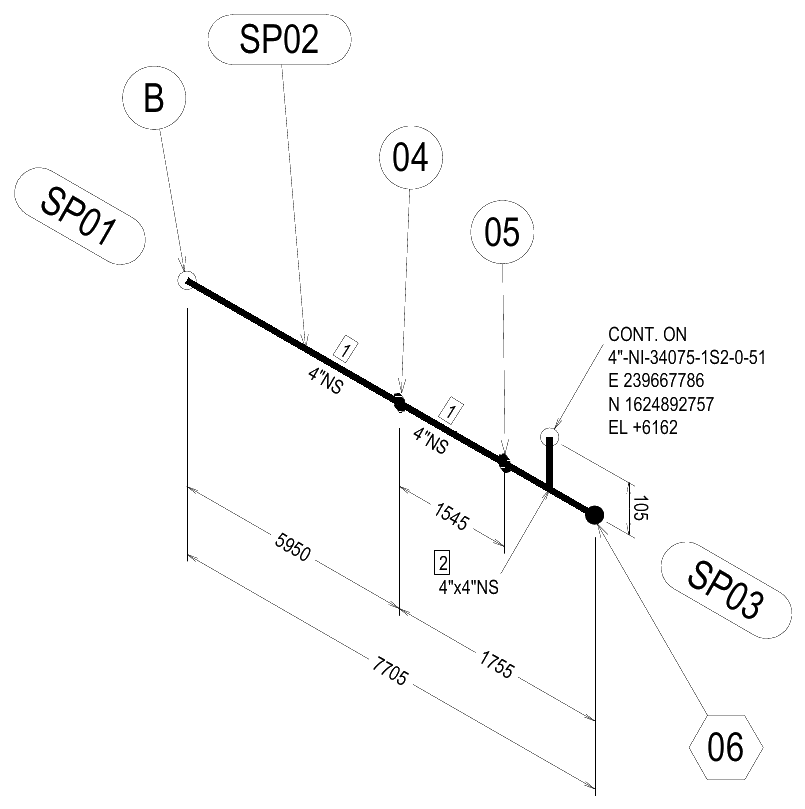 SP02
B
04
SP01
05
1
4"NS
1
4"NS
CONT. ON
4"-NI-34075-1S2-0-51
E 239667786
N 1624892757
EL +6162
105
1545
5950
2
4"x4"NS
SP03
1755
7705
06